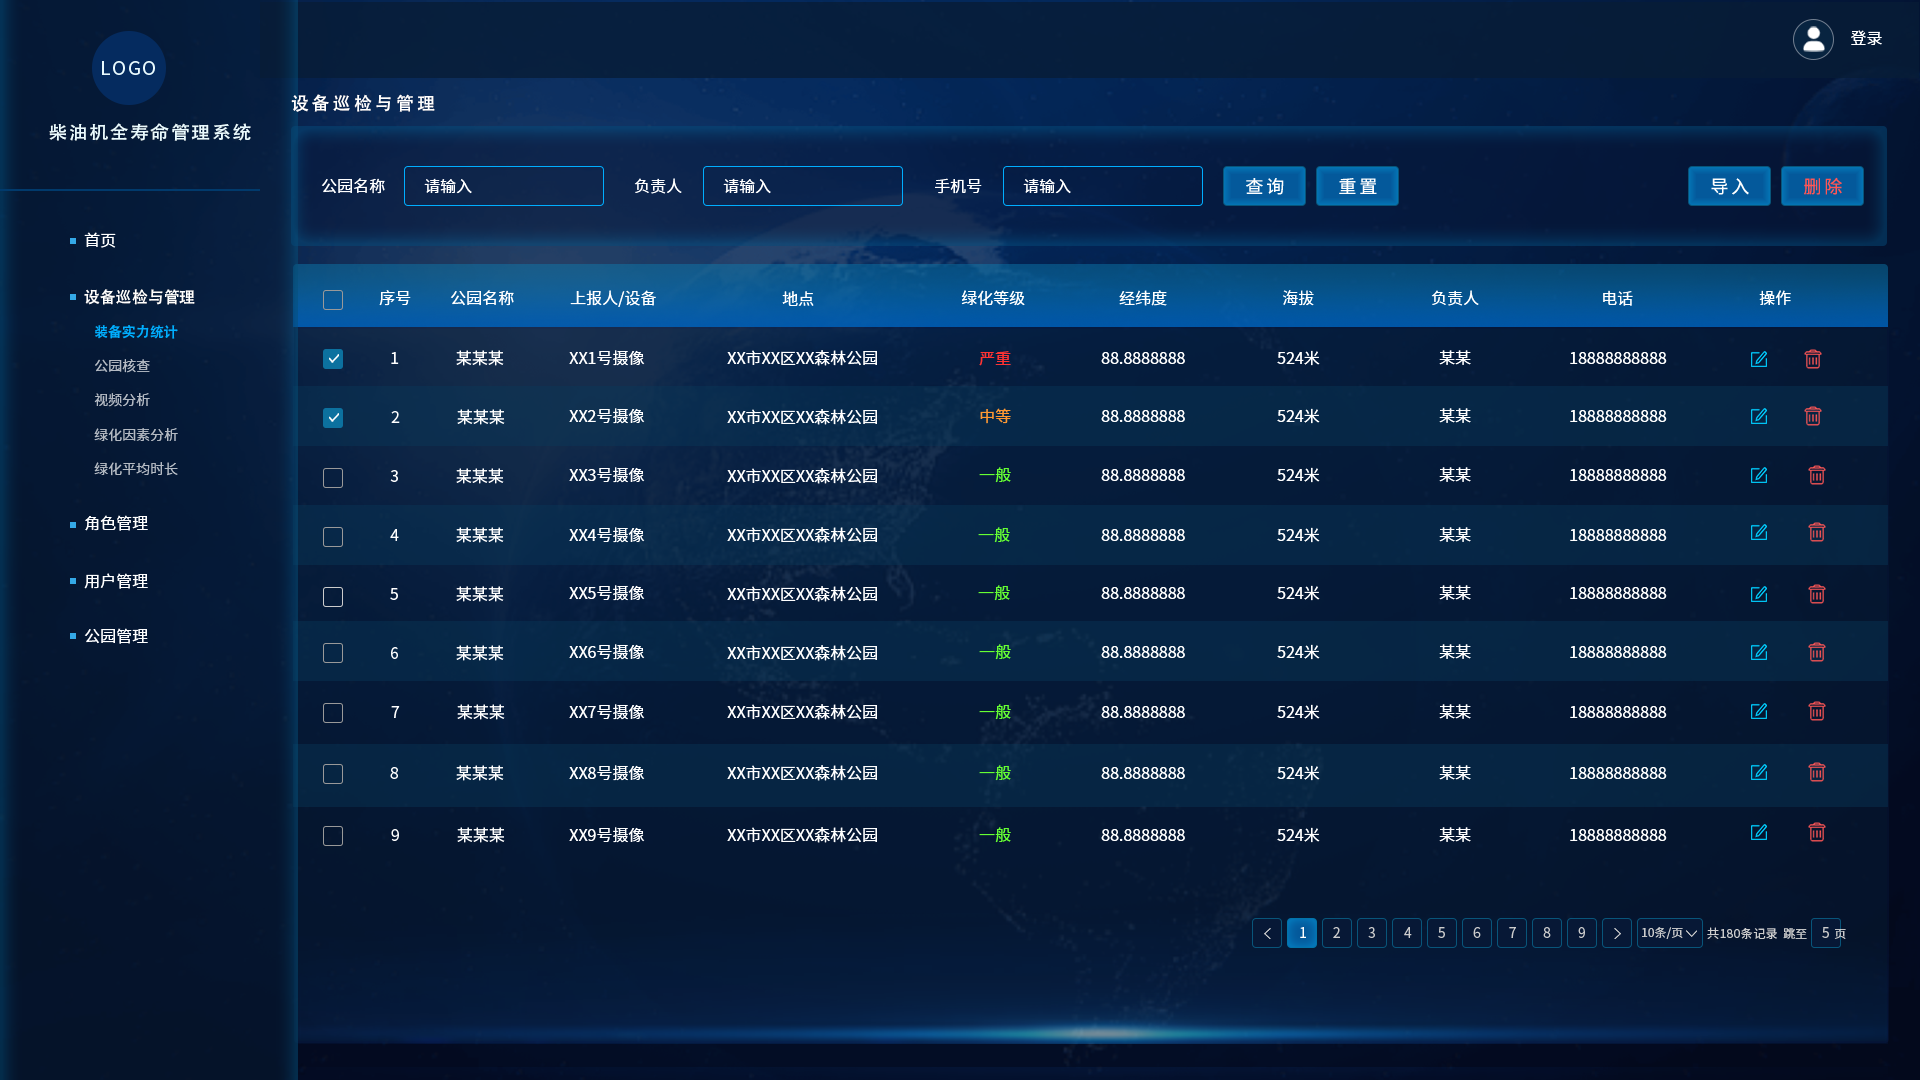 LOGO
柴油机全寿命管理系统
首页
设备巡检与管理
装备实力统计
公园核查
视频分析
绿化因素分析
绿化平均时长
角色管理
用户管理
公园管理
登录
设备巡检与管理
公园名称 请输入 负责人 请输入 手机号 请输入 查询 重置 导入 删除
序号 公园名称 上报人/设备 地点 绿化等级 经纬度 海拔 负责人 电话 操作
1 某某某 XX1号摄像 XX市XX区XX森林公园 严重 88.8888888 524米 某某 18888888888
2 某某某 XX2号摄像 XX市XX区XX森林公园 中等 88.8888888 524米 某某 18888888888
3 某某某 XX3号摄像 XX市XX区XX森林公园 一般 88.8888888 524米 某某 18888888888
4 某某某 XX4号摄像 XX市XX区XX森林公园 一般 88.8888888 524米 某某 18888888888
5 某某某 XX5号摄像 XX市XX区XX森林公园 一般 88.8888888 524米 某某 18888888888
6 某某某 XX6号摄像 XX市XX区XX森林公园 一般 88.8888888 524米 某某 18888888888
7 某某某 XX7号摄像 XX市XX区XX森林公园 一般 88.8888888 524米 某某 18888888888
8 某某某 XX8号摄像 XX市XX区XX森林公园 一般 88.8888888 524米 某某 18888888888
9 某某某 XX9号摄像 XX市XX区XX森林公园 一般 88.8888888 524米 某某 18888888888
1 2 3 4 5 6 7 8 9 10条/页 共180条记录 跳至 5 页